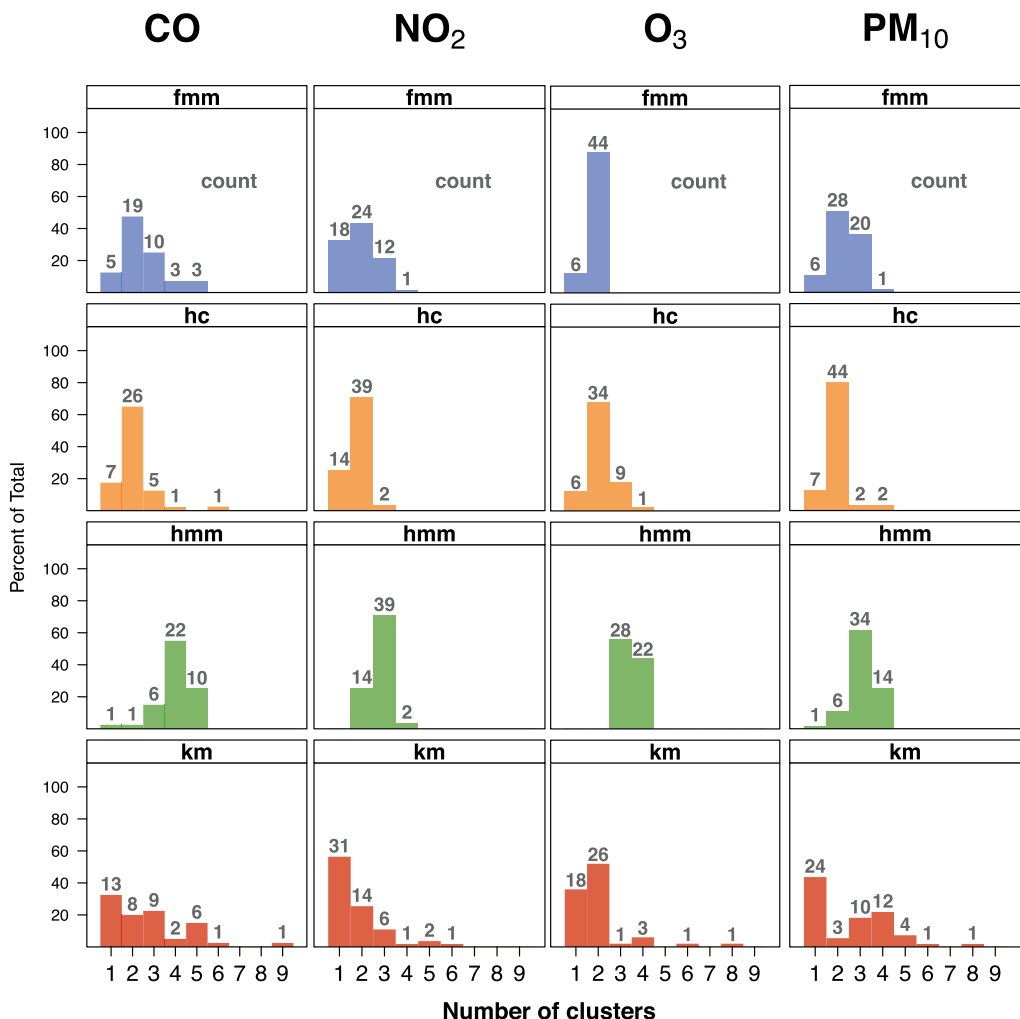 CO NO2 O3 PM10
fmm fmm fmm fmm
100
80
60
40
20
count count count count
5 19 10 3 3
18 24 12 1
6 44
6 28 20 1
hc hc hc hc
100
80
60
40
20
7 26 5 1 1
14 39 2
6 34 9 1
7 44 2 2
Percent of Total
hmm hmm hmm hmm
100
80
60
40
20
1 1 6 22 10
14 39 2
28 22
1 6 34 14
km km km km
100
80
60
40
20
13 8 9 2 6 1 1
31 14 6 1 2 1
18 26 1 3 1 1
24 3 10 12 4 1 1
1 2 3 4 5 6 7 8 9 1 2 3 4 5 6 7 8 9 1 2 3 4 5 6 7 8 9 1 2 3 4 5 6 7 8 9
Number of clusters